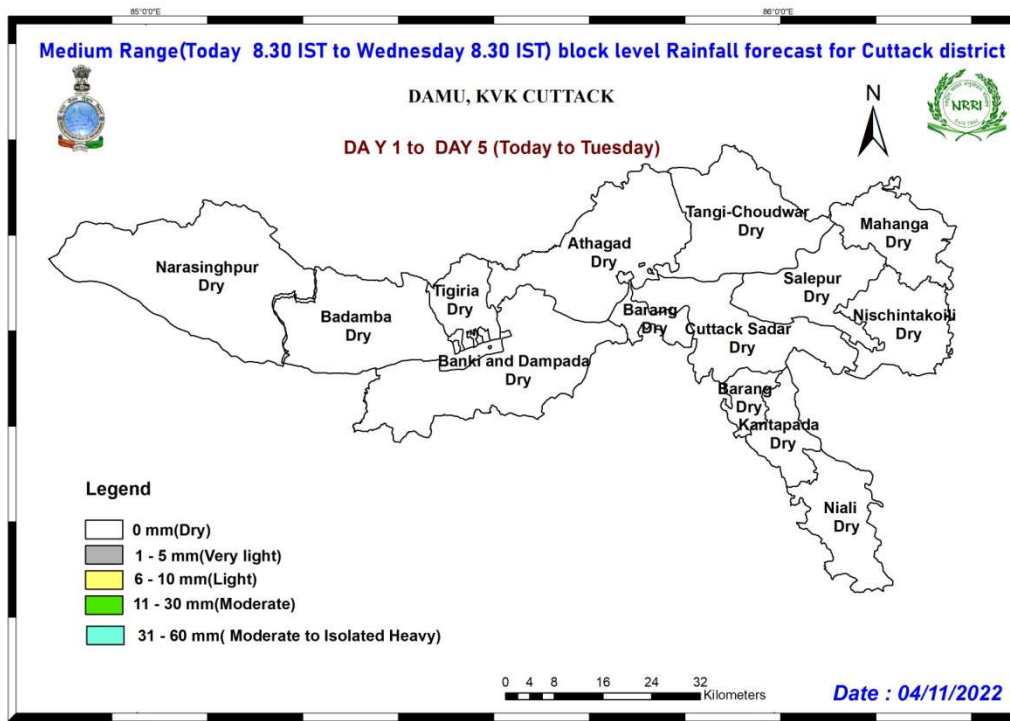 85°0'0"E 86°0'0"E
Medium Range(Today 8.30 IST to Wednesday 8.30 IST) block level Rainfall forecast for Cuttack district
DAMU, KVK CUTTACK
N
NRRI
DA Y 1 to DAY 5 (Today to Tuesday)
Narasinghpur
Dry
Badamba
Dry
Tigiria
Dry
Athagad
Dry
Tangi-Choudwar
Dry
Mahanga
Dry
Salepur
Dry
Nischintakoili
Dry
Barang
Dry
Cuttack Sadar
Dry
Banki and Dampada
Dry
Barang
Dry
Kantapada
Dry
Niali
Dry
Legend
0 mm(Dry)
1 - 5 mm(Very light)
6 - 10 mm(Light)
11 - 30 mm(Moderate)
31 - 60 mm( Moderate to Isolated Heavy)
0 4 8 16 24 32
Kilometers
Date : 04/11/2022